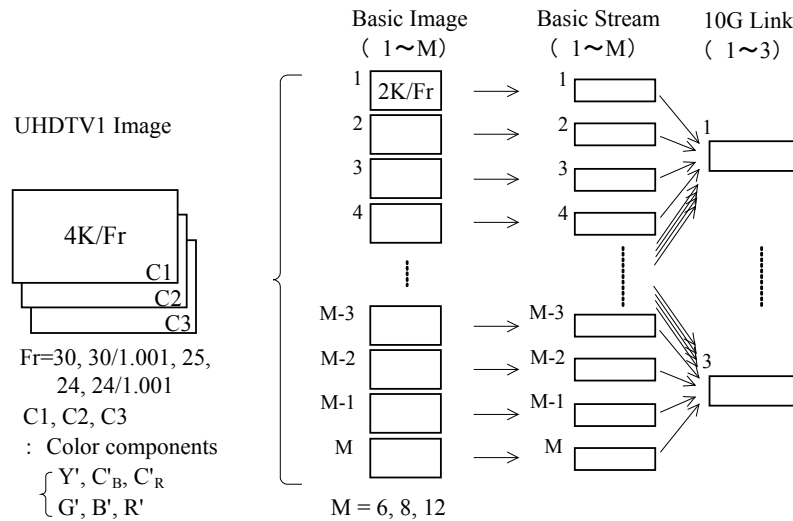 Basic Image
( 1～M)
Basic Stream
( 1～M)
10G Link
( 1～3)
UHDTV1 Image
4K/Fr
C1
C2
C3
Fr=30, 30/1.001, 25,
24, 24/1.001
C1, C2, C3
: Color components
Y', C'B, C'R
G', B', R'
1
2K/Fr
2
3
4
M-3
M-2
M-1
M
M = 6, 8, 12
1
2
3
4
M-3
M-2
M-1
M
1
3